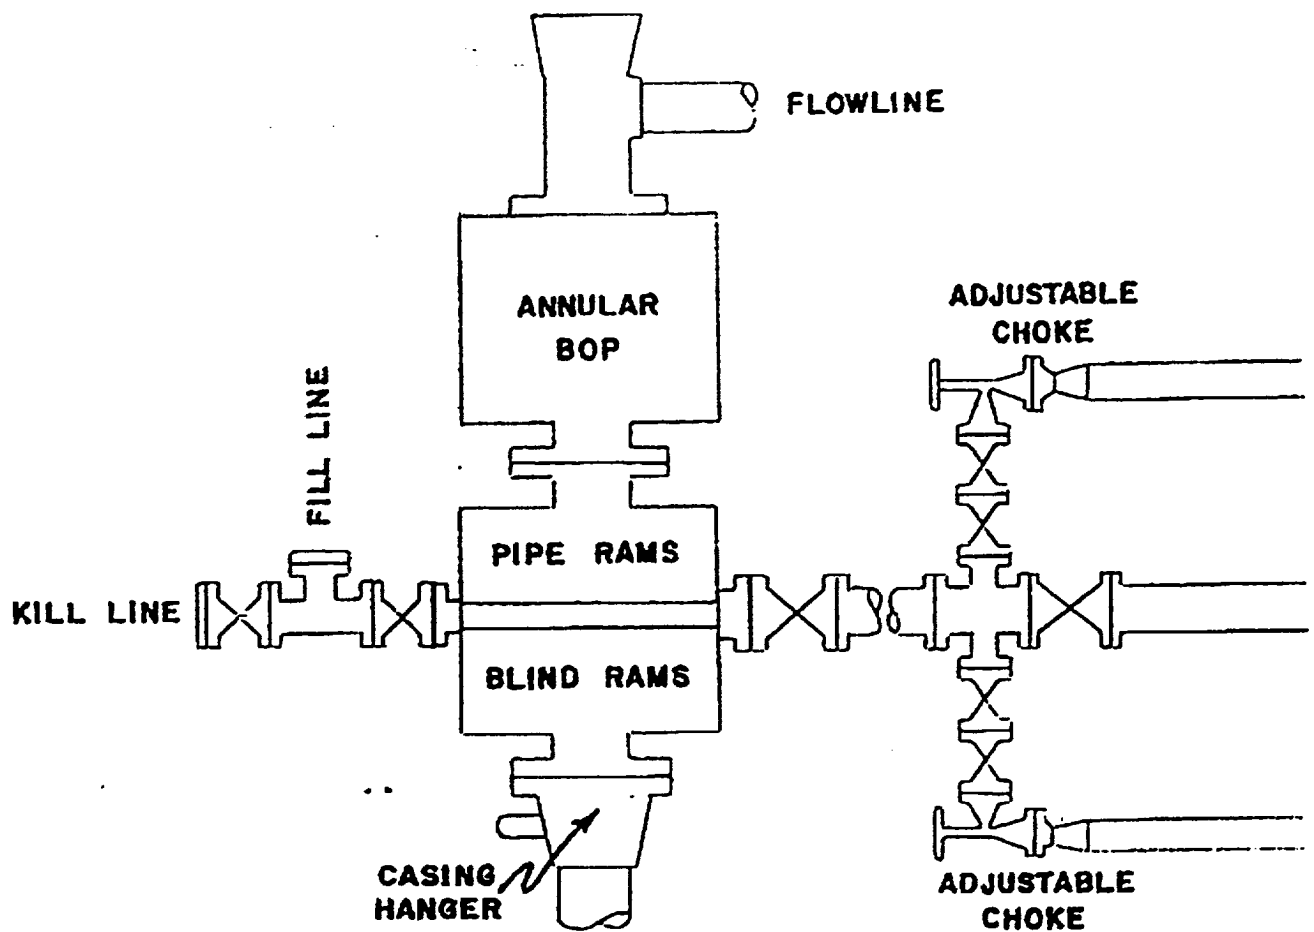 FLOWLINE
ANNULAR
BOP
ADJUSTABLE
CHOKE
FILL LINE
PIPE RAMS
KILL LINE
BLIND RAMS
CASING
HANGER
ADJUSTABLE
CHOKE